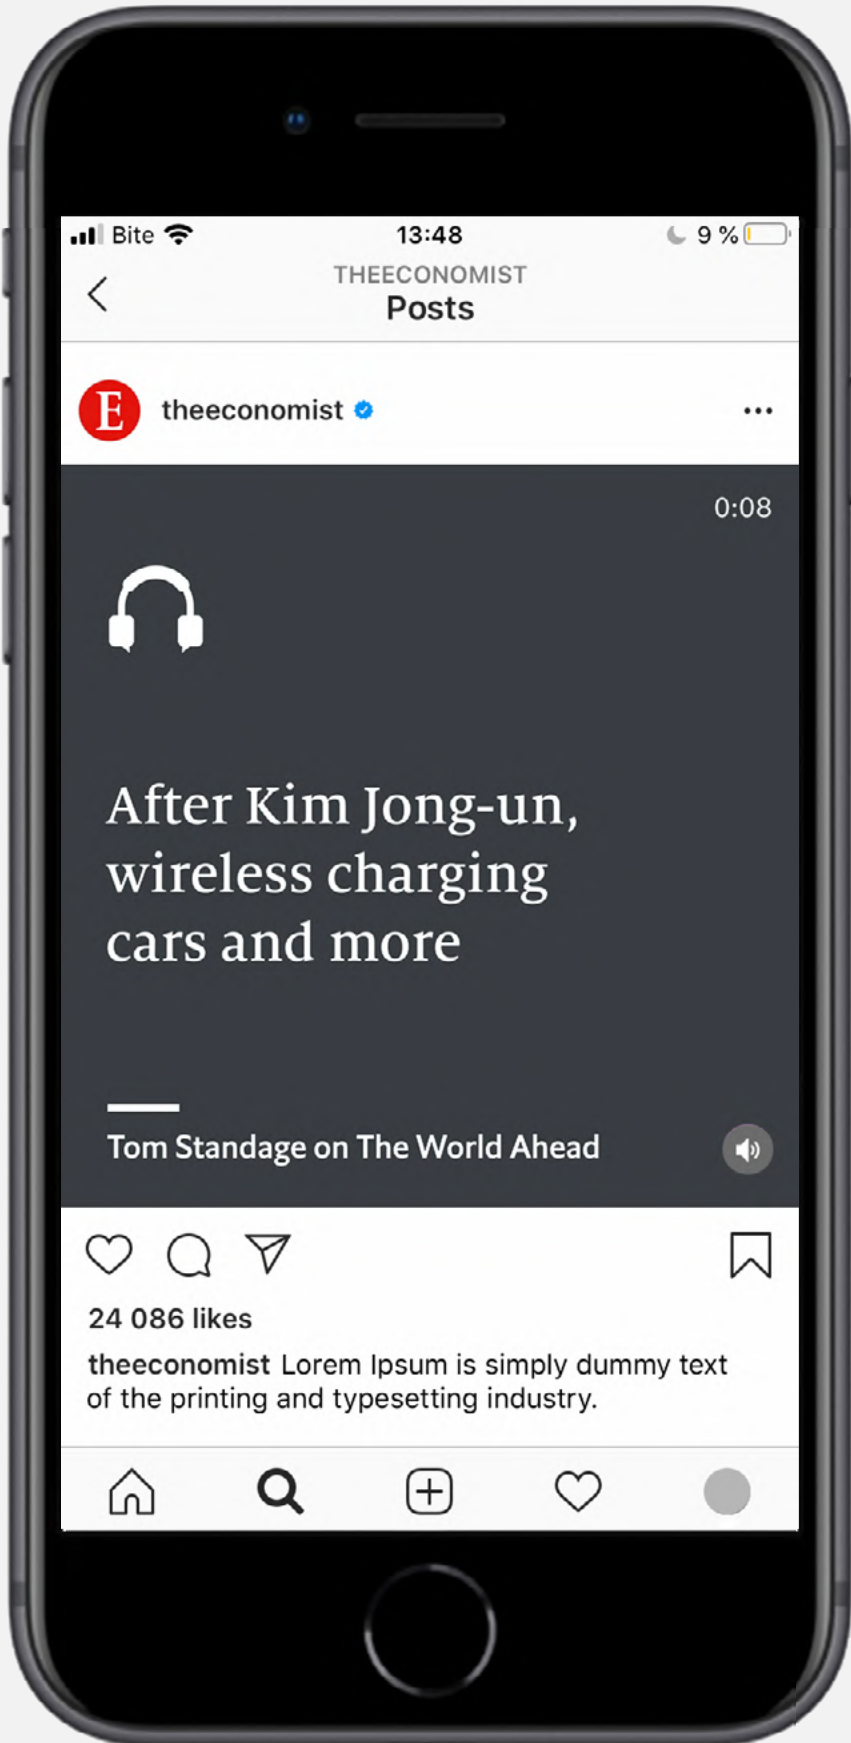 Bite 13:48 9 %
THEECONOMIST
Posts
E theeconomist
0:08
After Kim Jong-un,
wireless charging
cars and more
Tom Standage on The World Ahead
24 086 likes
theeconomist Lorem Ipsum is simply dummy text
of the printing and typesetting industry.